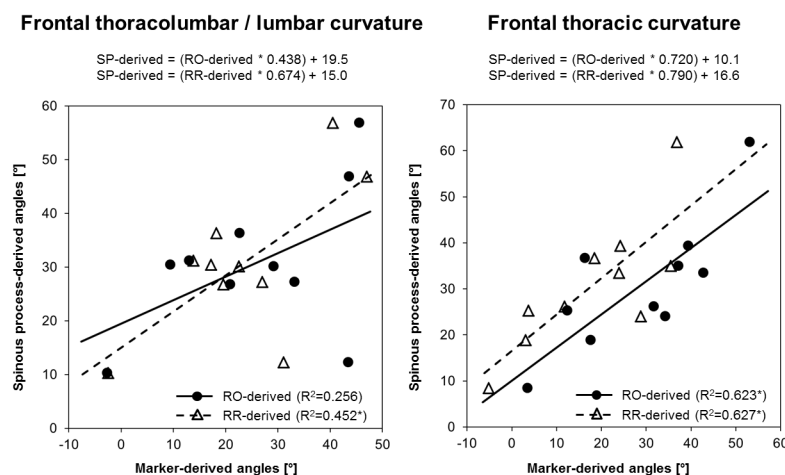 Frontal thoracolumbar / lumbar curvature
SP-derived = (RO-derived * 0.438) + 19.5
SP-derived = (RR-derived * 0.674) + 15.0
60
50
40
30
20
10
0
-10 0 10 20 30 40 50
Spinous process-derived angles [º]
Marker-derived angles [º]
RO-derived (R²=0.256)
RR-derived (R²=0.452*)
Frontal thoracic curvature
SP-derived = (RO-derived * 0.720) + 10.1
SP-derived = (RR-derived * 0.790) + 16.6
70
60
50
40
30
20
10
0
-10 0 10 20 30 40 50 60
Spinous process-derived angles [º]
Marker-derived angles [º]
RO-derived (R²=0.623*)
RR-derived (R²=0.627*)